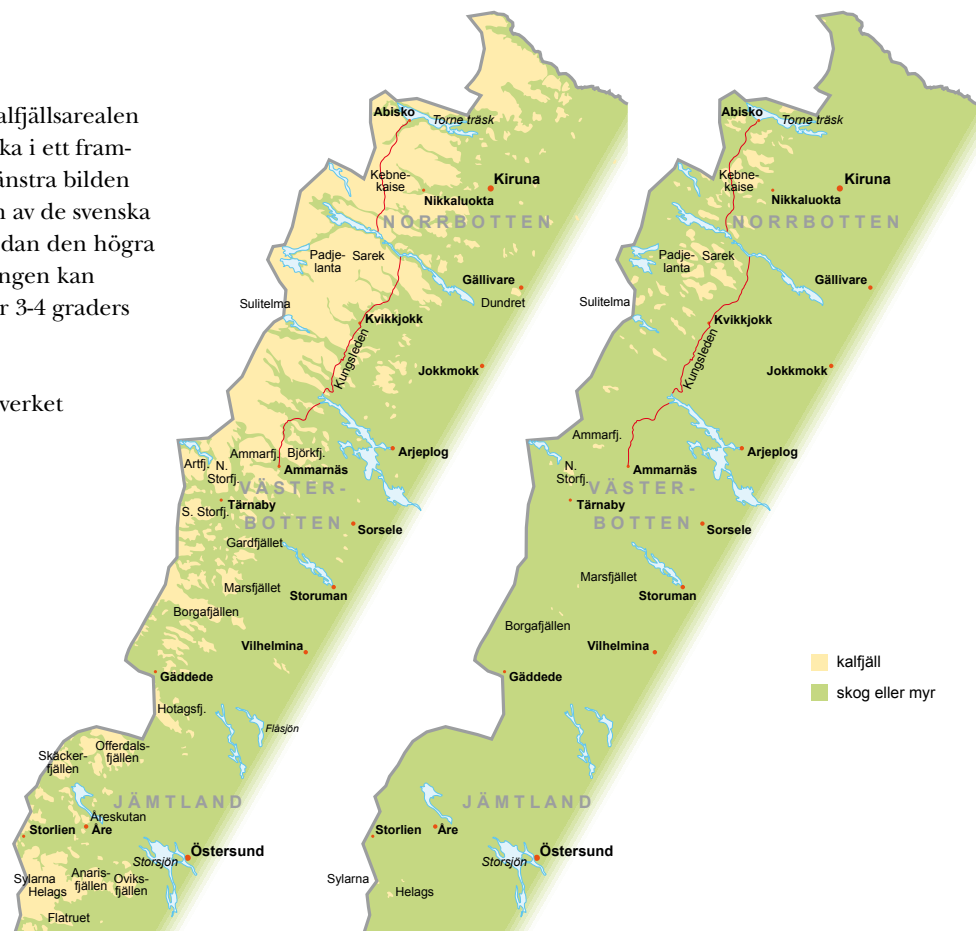 alfjällsarealen
ka i ett fram-
änstra bilden
n av de svenska
dan den högra
ngen kan
r 3-4 graders
verket
Abisko
Torne träsk
Kebne-
kaise
Kiruna
Nikkaluokta
NORRBOTTEN
Padje-
lanta
Sarek
Gällivare
Sulitelma
Dundret
Kvikkjokk
Kungsleden
Jokkmokk
Ammarfj.
Björkfj.
Arjeplog
Artfj.
N.
Storfj.
Ammarnäs
VÄSTER-
BOTTEN
Tärnaby
S. Storfj.
Sorsele
Gardfjället
Marsfjället
Storuman
Borgafjällen
Vilhelmina
Gäddede
Hotagsfj.
Flåsjön
Offerdals-
fjällen
Skäcker-
fjällen
JÄMTLAND
Åreskutan
Storlien
Åre
Östersund
Storsjön
Sylarna
Helags
Anaris-
fjällen
Oviks-
fjällen
Flatruet
Abisko
Torne träsk
Kebne-
kaise
Kiruna
Nikkaluokta
NORRBOTTEN
Padje-
lanta
Sarek
Gällivare
Sulitelma
Kvikkjokk
Kungsleden
Jokkmokk
Ammarfj.
Arjeplog
N.
Storfj.
Ammarnäs
VÄSTER-
BOTTEN
Tärnaby
Sorsele
Marsfjället
Storuman
Borgafjällen
Vilhelmina
Gäddede
JÄMTLAND
Storlien
Åre
Östersund
Storsjön
Sylarna
Helags
kalfjäll
skog eller myr